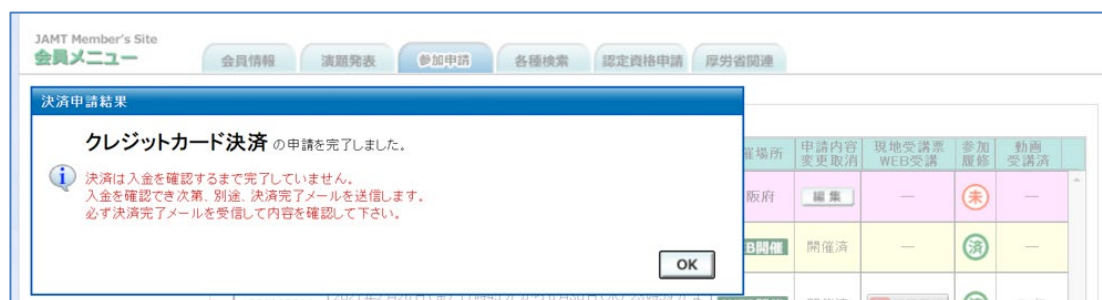 JAMT Member's Site
会員メニュー
会員情報 演題発表 参加申請 各種検索 認定資格申請 厚労省関連
決済申請結果
クレジットカード決済 の申請を完了しました。
決済は入金を確認するまで完了していません。
入金を確認でき次第、別途、決済完了メールを送信します。
必ず決済完了メールを受信して内容を確認して下さい。
OK
催場所 申請内容 現地受講票 参加 動画
変更取消 WEB受講 履修 受講済
阪府 編集 — 未 —
B開催 開催済 — 済 —